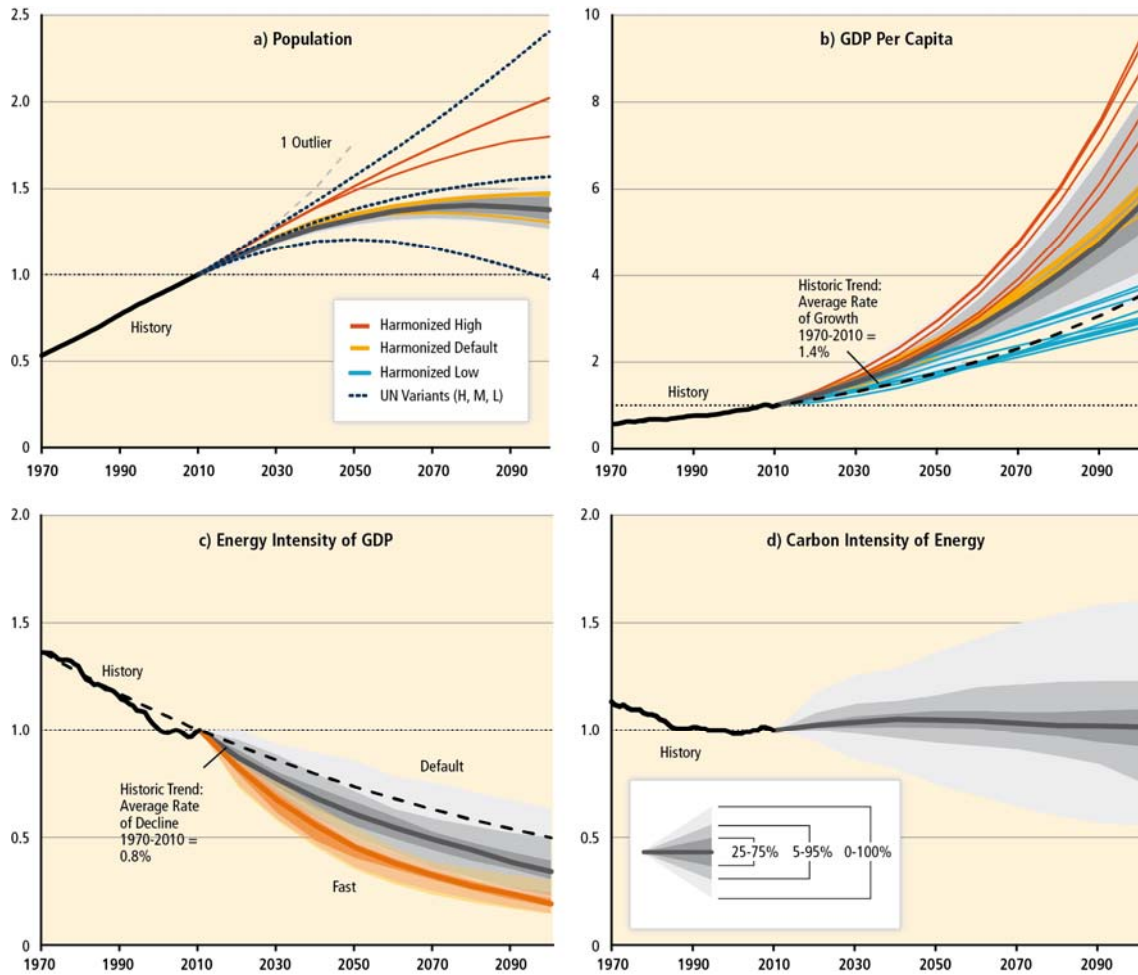 a) Population
2.5
2.0
1.5
1.0
0.5
0
1 Outlier
History
Harmonized High
Harmonized Default
Harmonized Low
UN Variants (H, M, L)
1970 1990 2010 2030 2050 2070 2090
b) GDP Per Capita
10
8
6
4
2
0
Historic Trend:
Average Rate
of Growth
1970-2010 =
1.4%
History
1970 1990 2010 2030 2050 2070 2090
c) Energy Intensity of GDP
2.0
1.5
1.0
0.5
0
History
Default
Historic Trend:
Average Rate
of Decline
1970-2010 =
0.8%
Fast
1970 1990 2010 2030 2050 2070 2090
d) Carbon Intensity of Energy
2.0
1.5
1.0
0.5
0
History
25-75% 5-95% 0-100%
1970 1990 2010 2030 2050 2070 2090